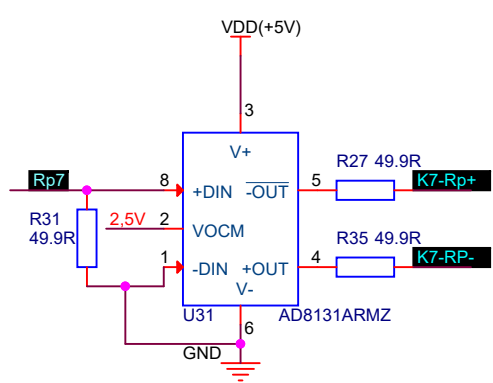 VDD(+5V)
3
V+
R27 49.9R
Rp7
8
+DIN
-OUT
5
K7-Rp+
R31
49.9R
2,5V
2
VOCM
R35 49.9R
1
-DIN
+OUT
4
K7-RP-
V-
U31
AD8131ARMZ
6
GND